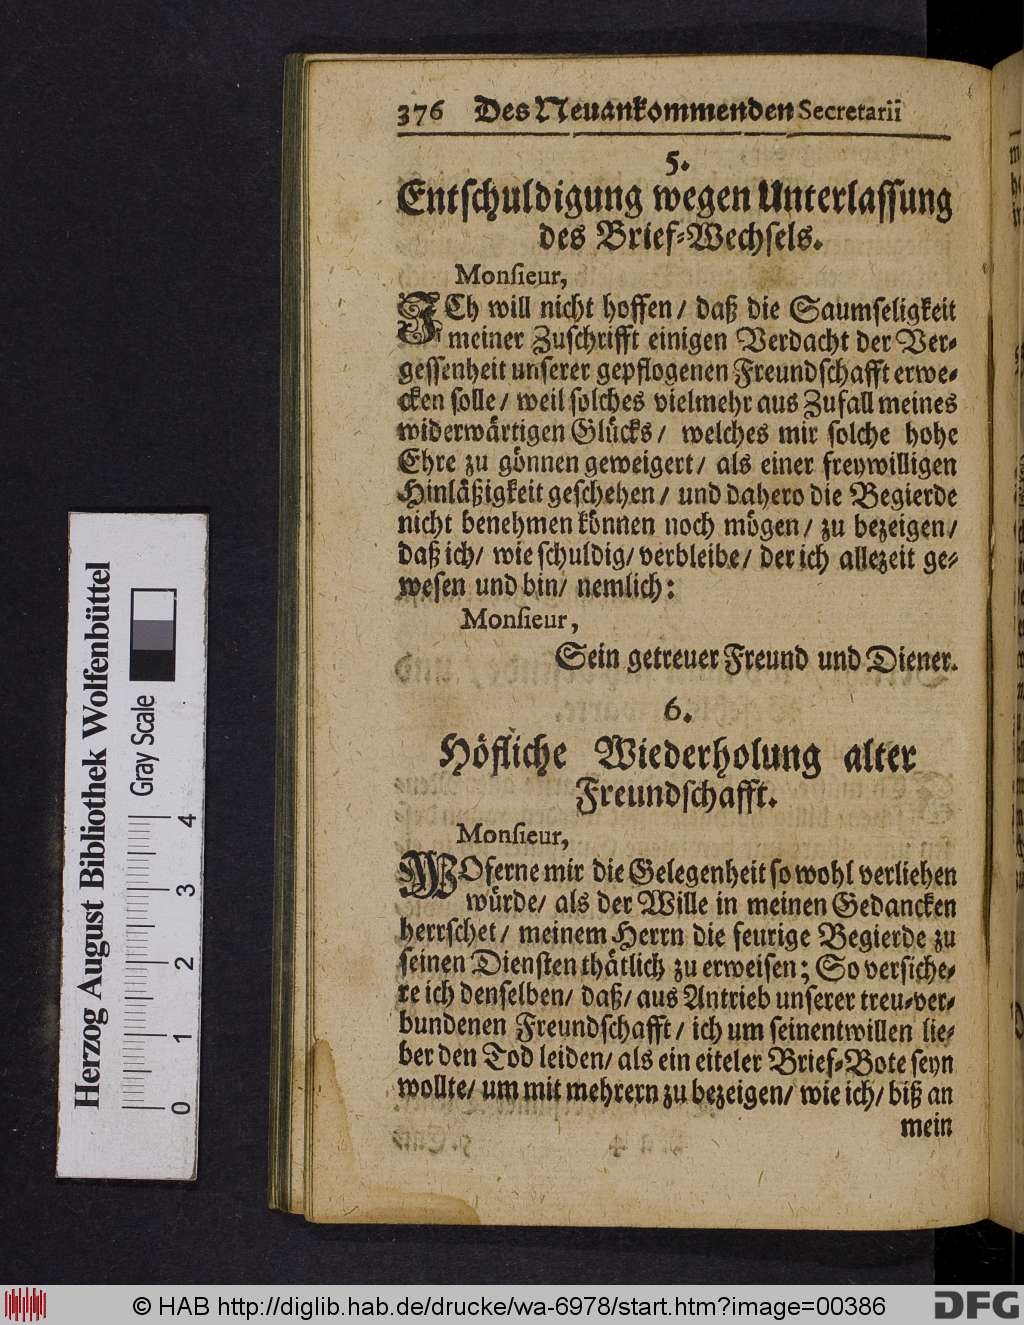 376 Des Neuankommenden Secretarii
5.
Entschuldigung wegen Unterlassung
des Brief-Wechsels.
Monsieur,
ICh will nicht hoffen / daß die Saumseligkeit
meiner Zuschrifft einigen Verdacht der Ver-
gessenheit unserer gepflogenen Freundschafft erwe-
cken solle / weil solches vielmehr aus Zufall meines
widerwärtigen Glücks / welches mir solche hohe
Ehre zu gönnen geweigert / als einer freywilligen
Hinläßigkeit geschehen / und dahero die Begierde
nicht benehmen können noch mögen / zu bezeigen /
daß ich / wie schuldig / verbleibe / der ich allezeit ge-
wesen und bin / nemlich:
Monsieur,
Sein getreuer Freund und Diener.
6.
Höfliche Wiederholung alter
Freundschafft.
Monsieur,
WOferne mir die Gelegenheit so wohl verliehen
würde / als der Wille in meinen Gedancken
herrschet / meinem Herrn die feurige Begierde zu
seinen Diensten thätlich zu erweisen; So versiche-
re ich denselben / daß / aus Antrieb unserer treu-ver-
bundenen Freundschafft / ich um seinentwillen lie-
ber den Tod leiden / als ein eiteler Brief-Bote seyn
wollte / um mit mehrern zu bezeigen / wie ich / biß an
mein
Herzog August Bibliothek Wolfenbüttel
Gray Scale
0 1 2 3 4
© HAB http://diglib.hab.de/drucke/wa-6978/start.htm?image=00386
DFG